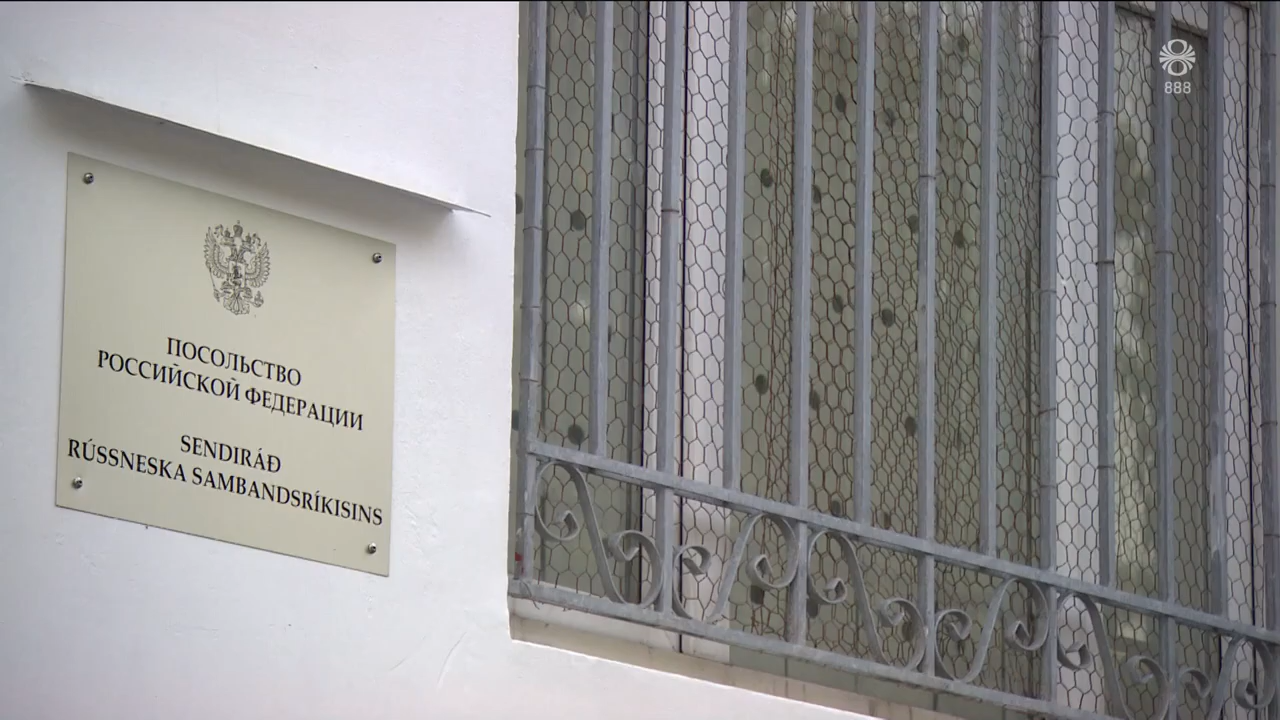 888
ПОСОЛЬСТВО
РОССИЙСКОЙ ФЕДЕРАЦИИ
SENDIRÁÐ
RÚSSNESKA SAMBANDSRÍKISINS